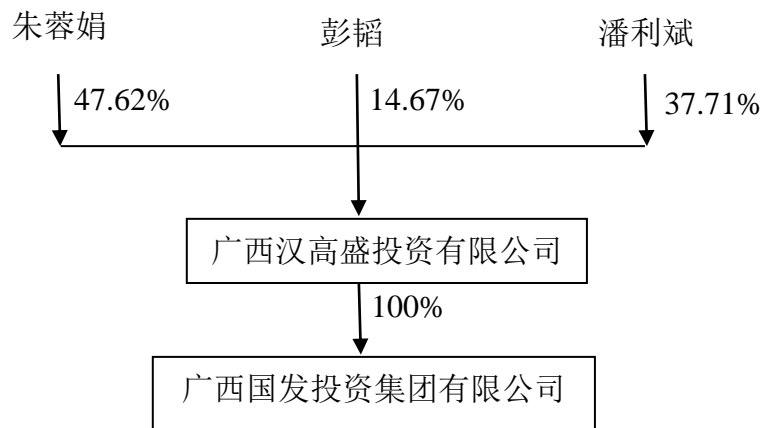 朱蓉娟 彭韬 潘利斌
47.62% 14.67% 37.71%
广西汉高盛投资有限公司
100%
广西国发投资集团有限公司